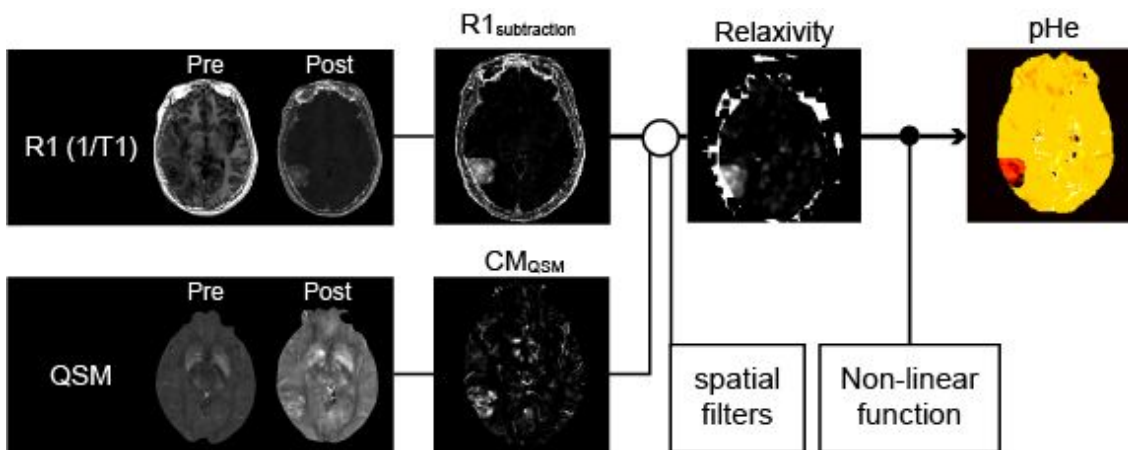 R1subtraction
Relaxivity
pHe
Pre
Post
R1 (1/T1)
CMQSM
Pre
Post
QSM
spatial
filters
Non-linear
function